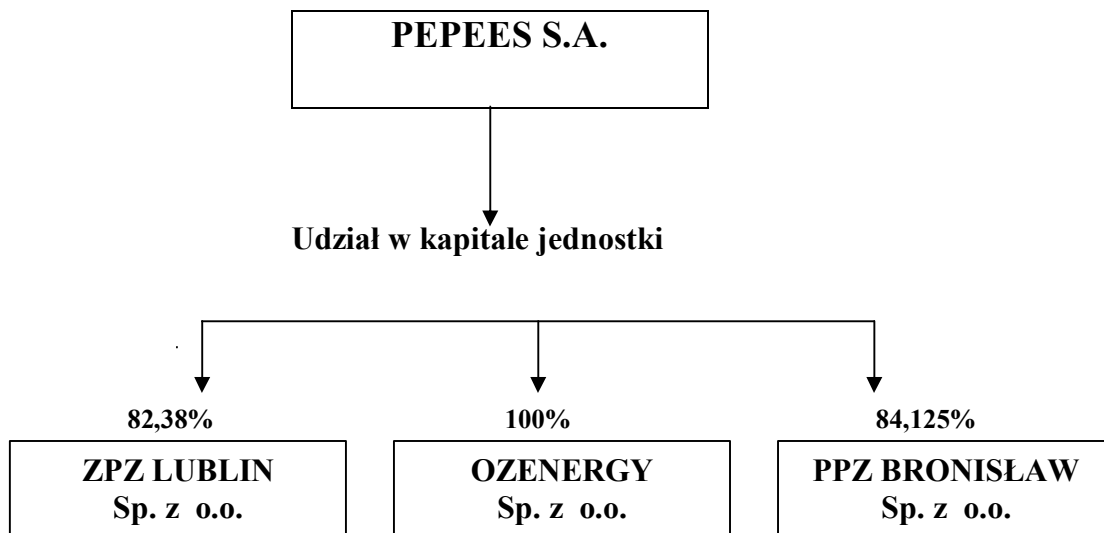 PEPEES S.A.
Udział w kapitale jednostki
82,38%
100%
84,125%
ZPZ LUBLIN
Sp. z o.o.
OZENERGY
Sp. z o.o.
PPZ BRONISŁAW
Sp. z o.o.